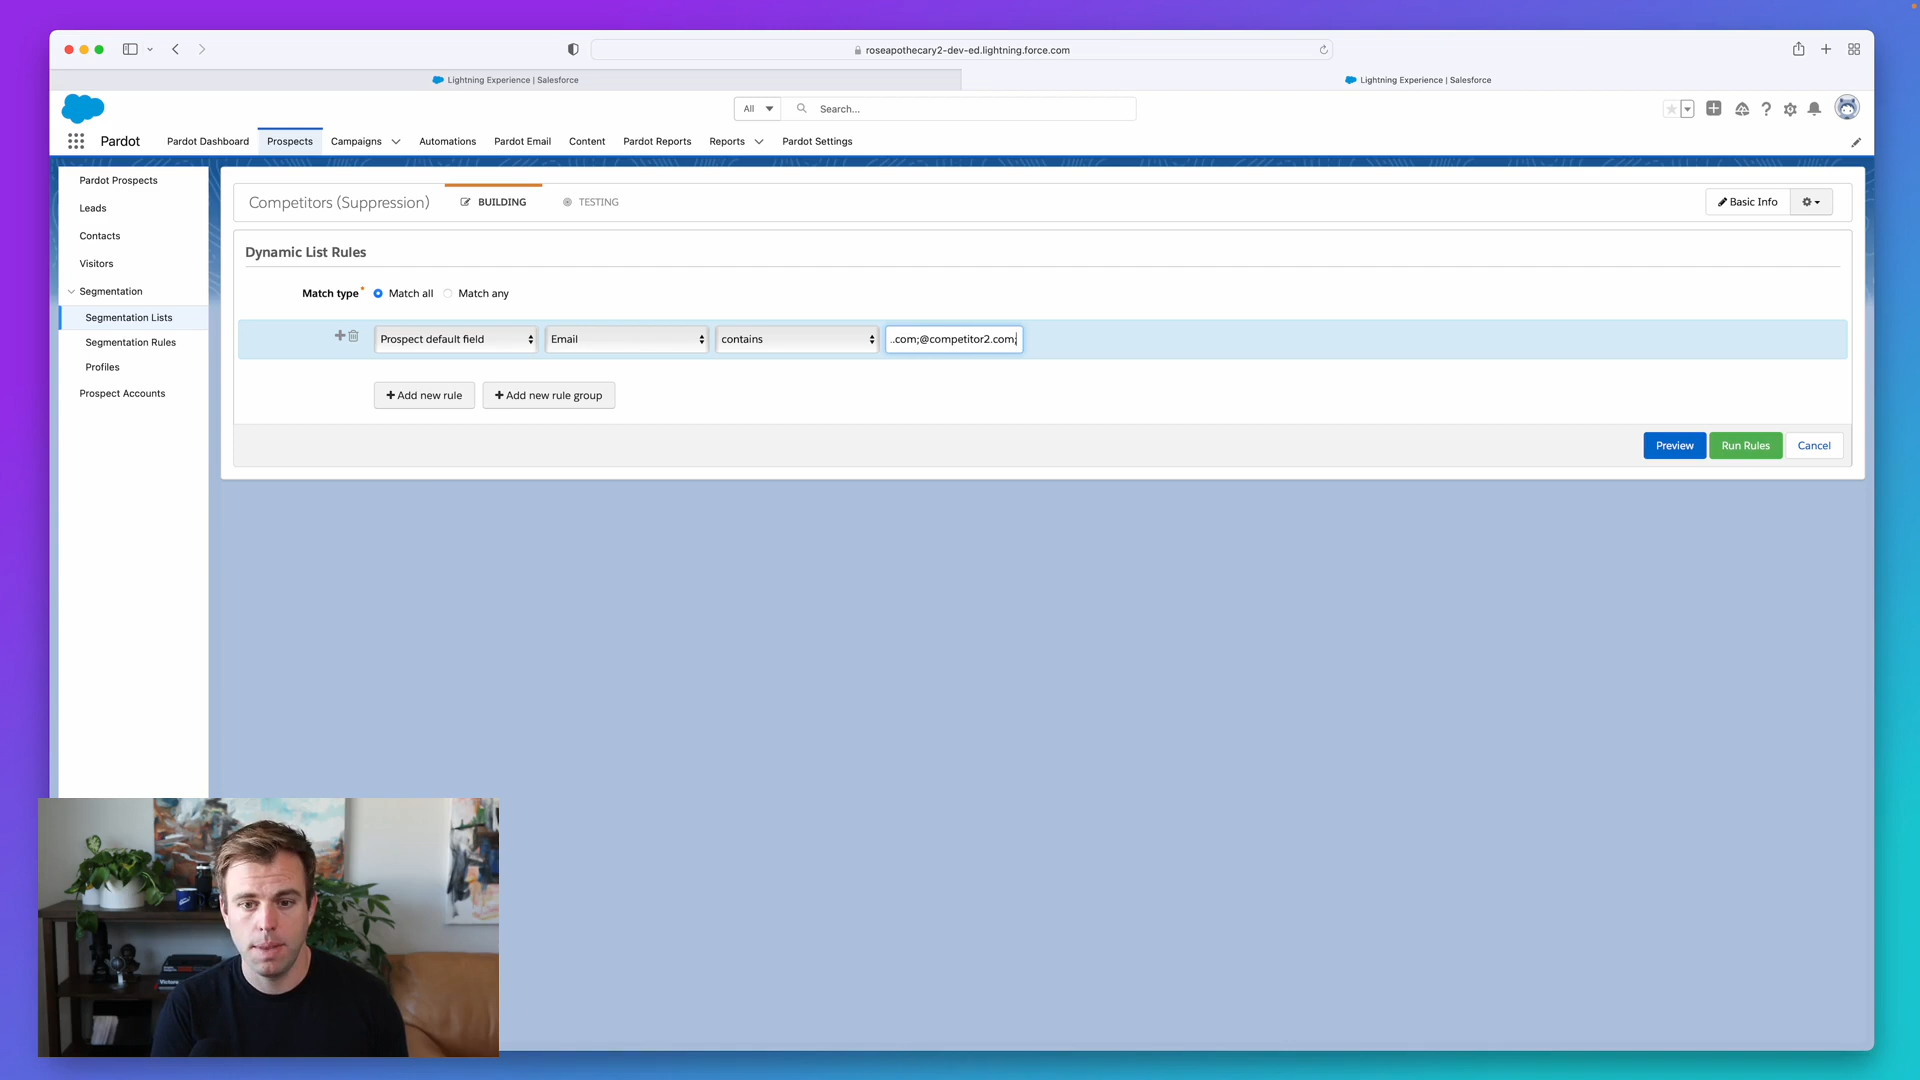 roseapothecary2-dev-ed.lightning.force.com
Lightning Experience | Salesforce
Lightning Experience | Salesforce
All
Search...
Pardot
Pardot Dashboard
Prospects
Campaigns
Automations
Pardot Email
Content
Pardot Reports
Reports
Pardot Settings
Pardot Prospects
Leads
Contacts
Visitors
Segmentation
Segmentation Lists
Segmentation Rules
Profiles
Prospect Accounts
Competitors (Suppression)
BUILDING
TESTING
Basic Info
Dynamic List Rules
Match type* Match all Match any
Prospect default field
Email
contains
..com;@competitor2.com;
Add new rule
Add new rule group
Preview
Run Rules
Cancel